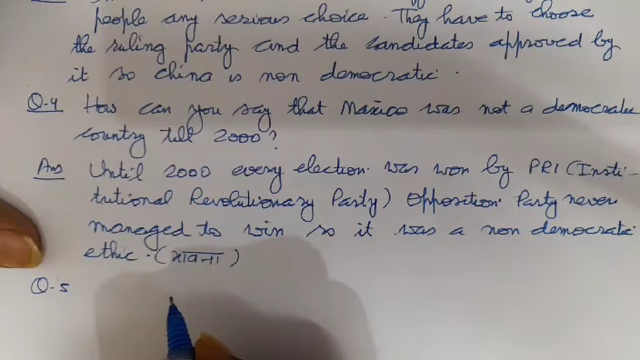 people any serious choice. They have to choose
the ruling party and the candidates approved by
it so china is non democratic.
Q.4 How can you say that Maxico was not a democratic
country till 2000?
Ans Until 2000 every election was won by PRI (Insti-
tutional Revolutionary Party) Opposition Party never
managed to win so it was a non democratic
ethic. (भावना)
Q.5